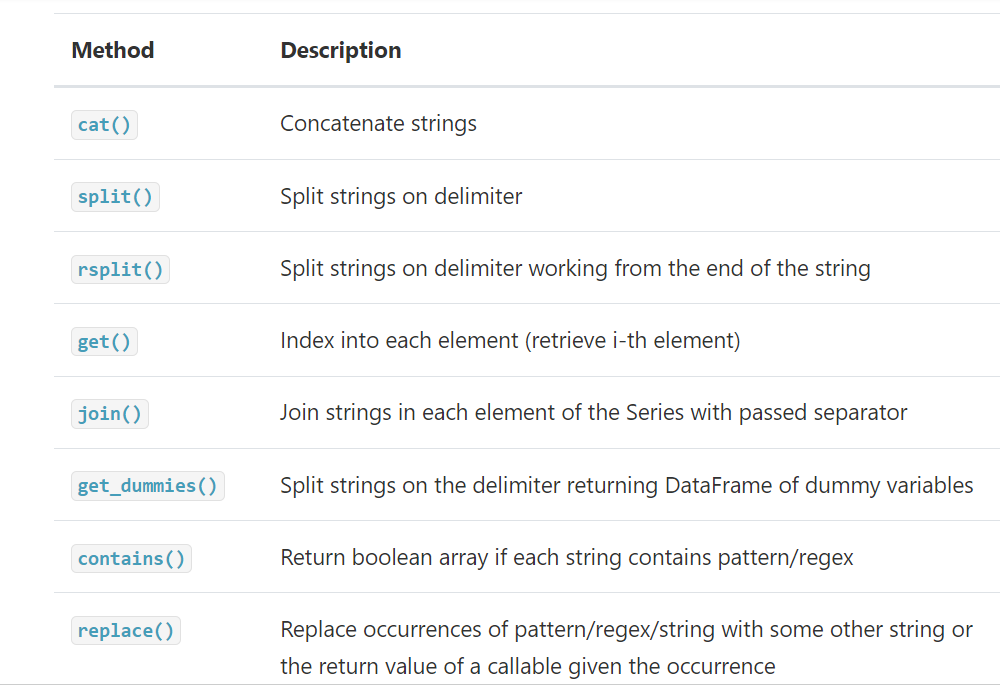 Method Description
cat() Concatenate strings
split() Split strings on delimiter
rsplit() Split strings on delimiter working from the end of the string
get() Index into each element (retrieve i-th element)
join() Join strings in each element of the Series with passed separator
get_dummies() Split strings on the delimiter returning DataFrame of dummy variables
contains() Return boolean array if each string contains pattern/regex
replace() Replace occurrences of pattern/regex/string with some other string or
the return value of a callable given the occurrence